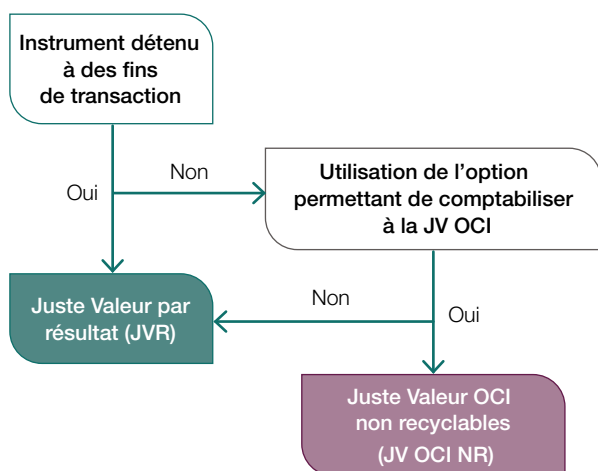 Instrument détenu
à des fins
de transaction
Non
Oui
Utilisation de l'option
permettant de comptabiliser
à la JV OCI
Juste Valeur par
résultat (JVR)
Non
Oui
Juste Valeur OCI
non recyclables
(JV OCI NR)